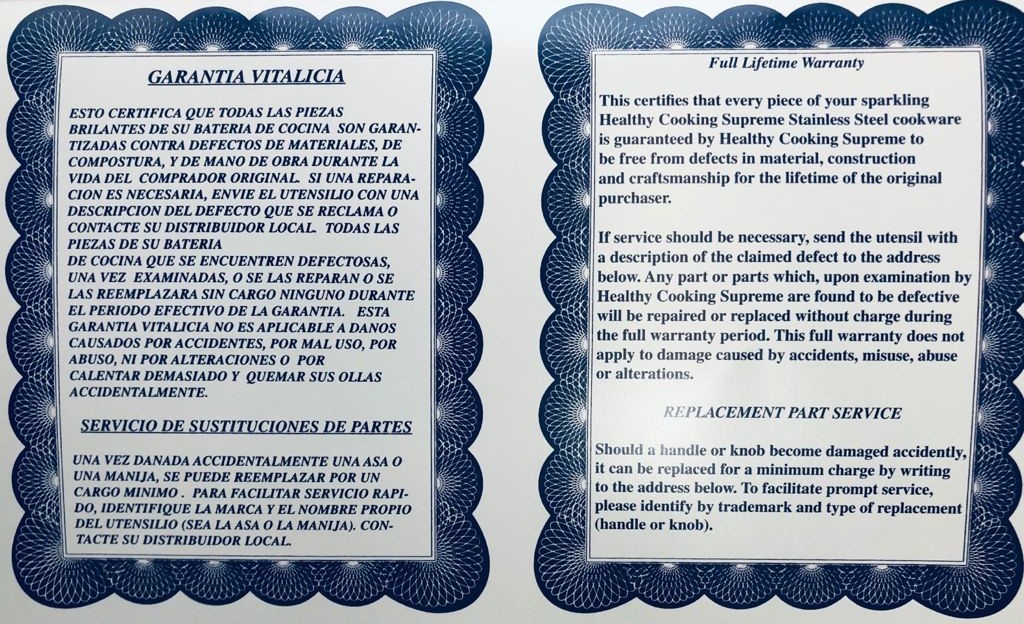 GARANTIA VITALICIA
ESTO CERTIFICA QUE TODAS LAS PIEZAS
BRILANTES DE SU BATERIA DE COCINA SON GARAN-
TIZADAS CONTRA DEFECTOS DE MATERIALES, DE
COMPOSTURA, Y DE MANO DE OBRA DURANTE LA
VIDA DEL COMPRADOR ORIGINAL. SI UNA REPARA-
CION ES NECESARIA, ENVIE EL UTENSILIO CON UNA
DESCRIPCION DEL DEFECTO QUE SE RECLAMA O
CONTACTE SU DISTRIBUIDOR LOCAL. TODAS LAS
PIEZAS DE SU BATERIA
DE COCINA QUE SE ENCUENTREN DEFECTOSAS,
UNA VEZ EXAMINADAS, O SE LAS REPARAN O SE
LAS REEMPLAZARA SIN CARGO NINGUNO DURANTE
EL PERIODO EFECTIVO DE LA GARANTIA. ESTA
GARANTIA VITALICIA NO ES APLICABLE A DANOS
CAUSADOS POR ACCIDENTES, POR MAL USO, POR
ABUSO, NI POR ALTERACIONES O POR
CALENTAR DEMASIADO Y QUEMAR SUS OLLAS
ACCIDENTALMENTE.
SERVICIO DE SUSTITUCIONES DE PARTES
UNA VEZ DANADA ACCIDENTALMENTE UNA ASA O
UNA MANIJA, SE PUEDE REEMPLAZAR POR UN
CARGO MINIMO . PARA FACILITAR SERVICIO RAPI-
DO, IDENTIFIQUE LA MARCA Y EL NOMBRE PROPIO
DEL UTENSILIO (SEA LA ASA O LA MANIJA). CON-
TACTE SU DISTRIBUIDOR LOCAL.
Full Lifetime Warranty
This certifies that every piece of your sparkling
Healthy Cooking Supreme Stainless Steel cookware
is guaranteed by Healthy Cooking Supreme to
be free from defects in material, construction
and craftsmanship for the lifetime of the original
purchaser.
If service should be necessary, send the utensil with
a description of the claimed defect to the address
below. Any part or parts which, upon examination by
Healthy Cooking Supreme are found to be defective
will be repaired or replaced without charge during
the full warranty period. This full warranty does not
apply to damage caused by accidents, misuse, abuse
or alterations.
REPLACEMENT PART SERVICE
Should a handle or knob become damaged accidently,
it can be replaced for a minimum charge by writing
to the address below. To facilitate prompt service,
please identify by trademark and type of replacement
(handle or knob).